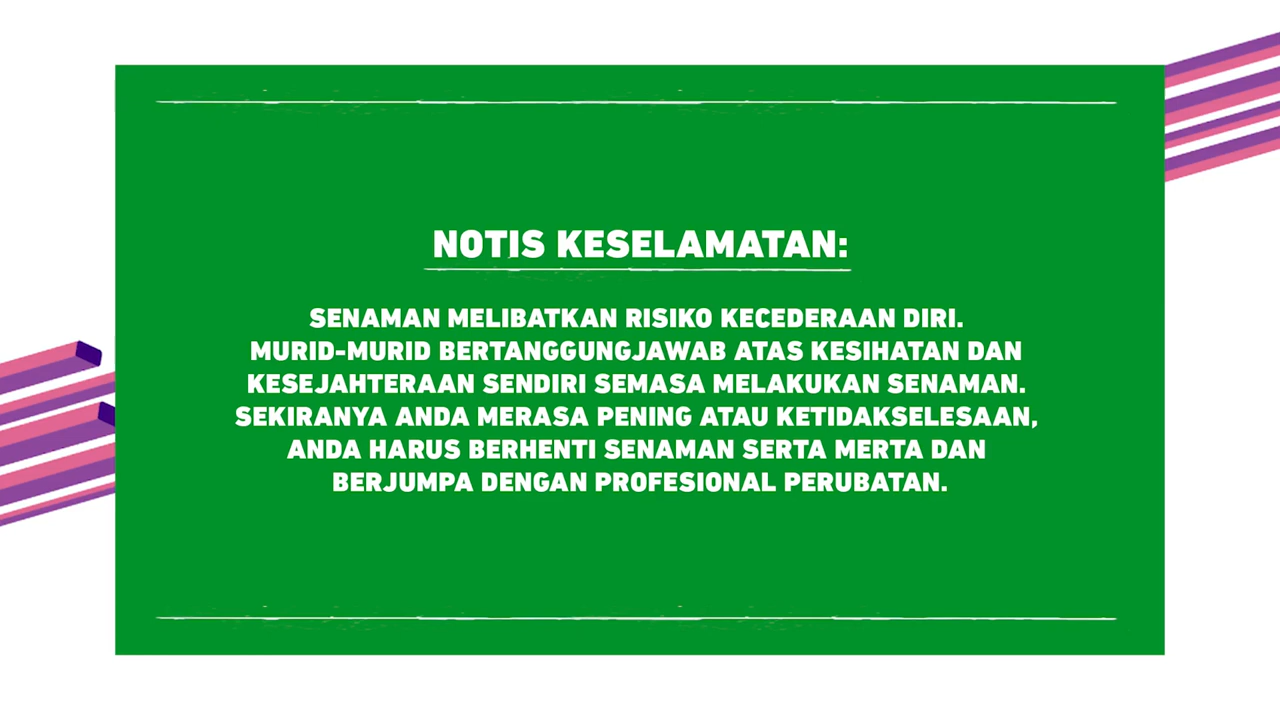 NOTIS KESELAMATAN:
SENAMAN MELIBATKAN RISIKO KECEDERAAN DIRI.
MURID-MURID BERTANGGUNGJAWAB ATAS KESIHATAN DAN
KESEJAHTERAAN SENDIRI SEMASA MELAKUKAN SENAMAN.
SEKIRANYA ANDA MERASA PENING ATAU KETIDAKSELESAAN,
ANDA HARUS BERHENTI SENAMAN SERTA MERTA DAN
BERJUMPA DENGAN PROFESIONAL PERUBATAN.